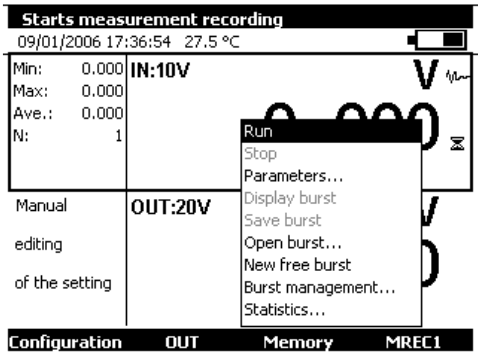 Starts measurement recording
09/01/2006 17:36:54 27.5 °C
Min: 0.000
Max: 0.000
Ave.: 0.000
N: 1
IN:10V
V
Run
Stop
Parameters...
Display burst
Save burst
Open burst...
New free burst
Burst management...
Statistics...
Manual
editing
of the setting
OUT:20V
Configuration OUT Memory MREC1